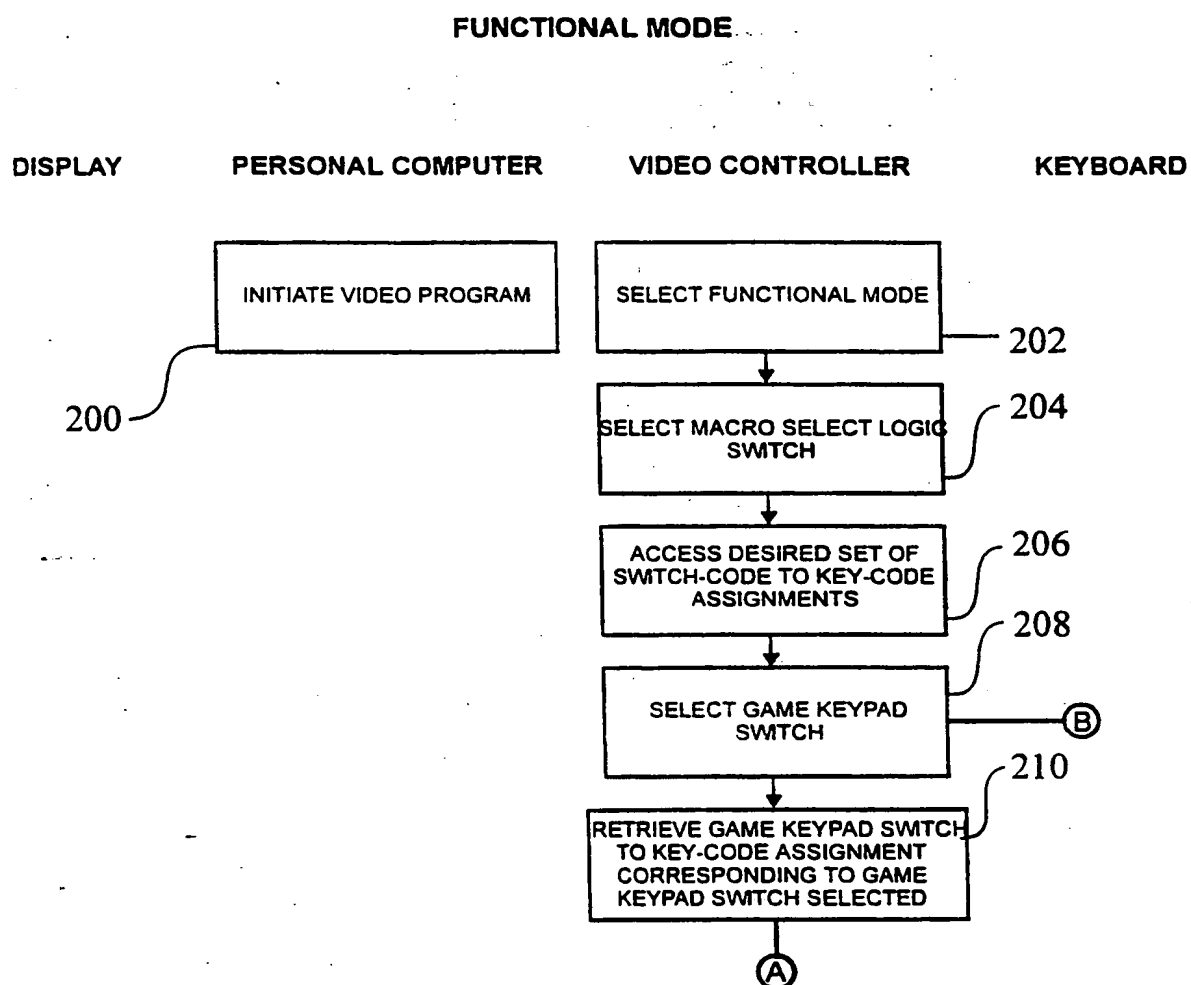 FUNCTIONAL MODE
DISPLAY
PERSONAL COMPUTER
VIDEO CONTROLLER
KEYBOARD
INITIATE VIDEO PROGRAM
200
SELECT FUNCTIONAL MODE
202
SELECT MACRO SELECT LOGIC
SWITCH
204
ACCESS DESIRED SET OF
SWITCH-CODE TO KEY-CODE
ASSIGNMENTS
206
SELECT GAME KEYPAD
SWITCH
208
B
RETRIEVE GAME KEYPAD SWITCH
TO KEY-CODE ASSIGNMENT
CORRESPONDING TO GAME
KEYPAD SWITCH SELECTED
210
A